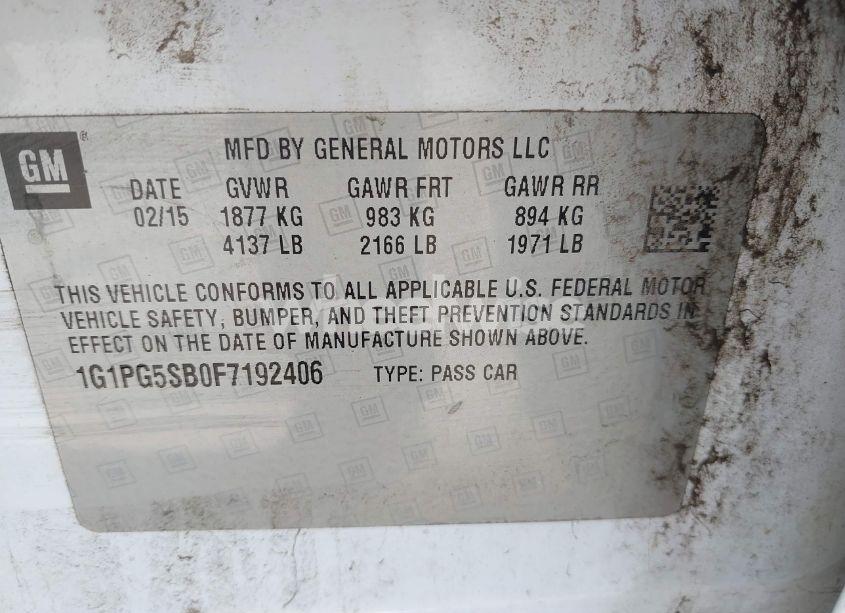 GM
MFD BY GENERAL MOTORS LLC
DATE GVWR GAWR FRT GAWR RR
02/15 1877 KG 983 KG 894 KG
4137 LB 2166 LB 1971 LB
THIS VEHICLE CONFORMS TO ALL APPLICABLE U.S. FEDERAL MOTOR
VEHICLE SAFETY, BUMPER, AND THEFT PREVENTION STANDARDS IN
EFFECT ON THE DATE OF MANUFACTURE SHOWN ABOVE.
1G1PG5SB0F7192406 TYPE: PASS CAR